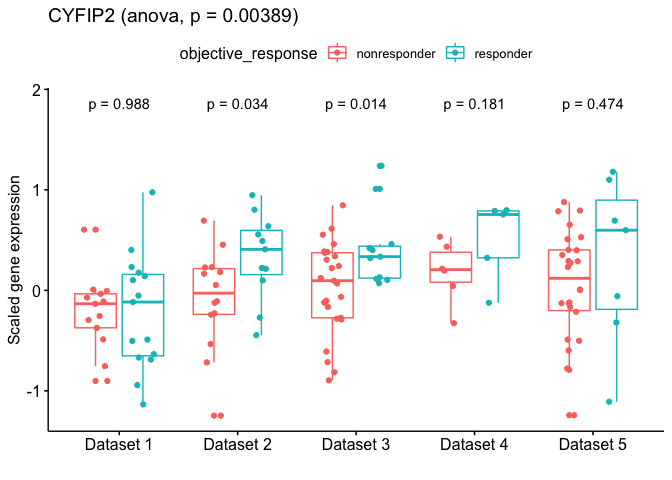 CYFIP2 (anova, p = 0.00389)
objective_response nonresponder responder
Scaled gene expression
2
1
0
-1
p = 0.988 p = 0.034 p = 0.014 p = 0.181 p = 0.474
Dataset 1 Dataset 2 Dataset 3 Dataset 4 Dataset 5